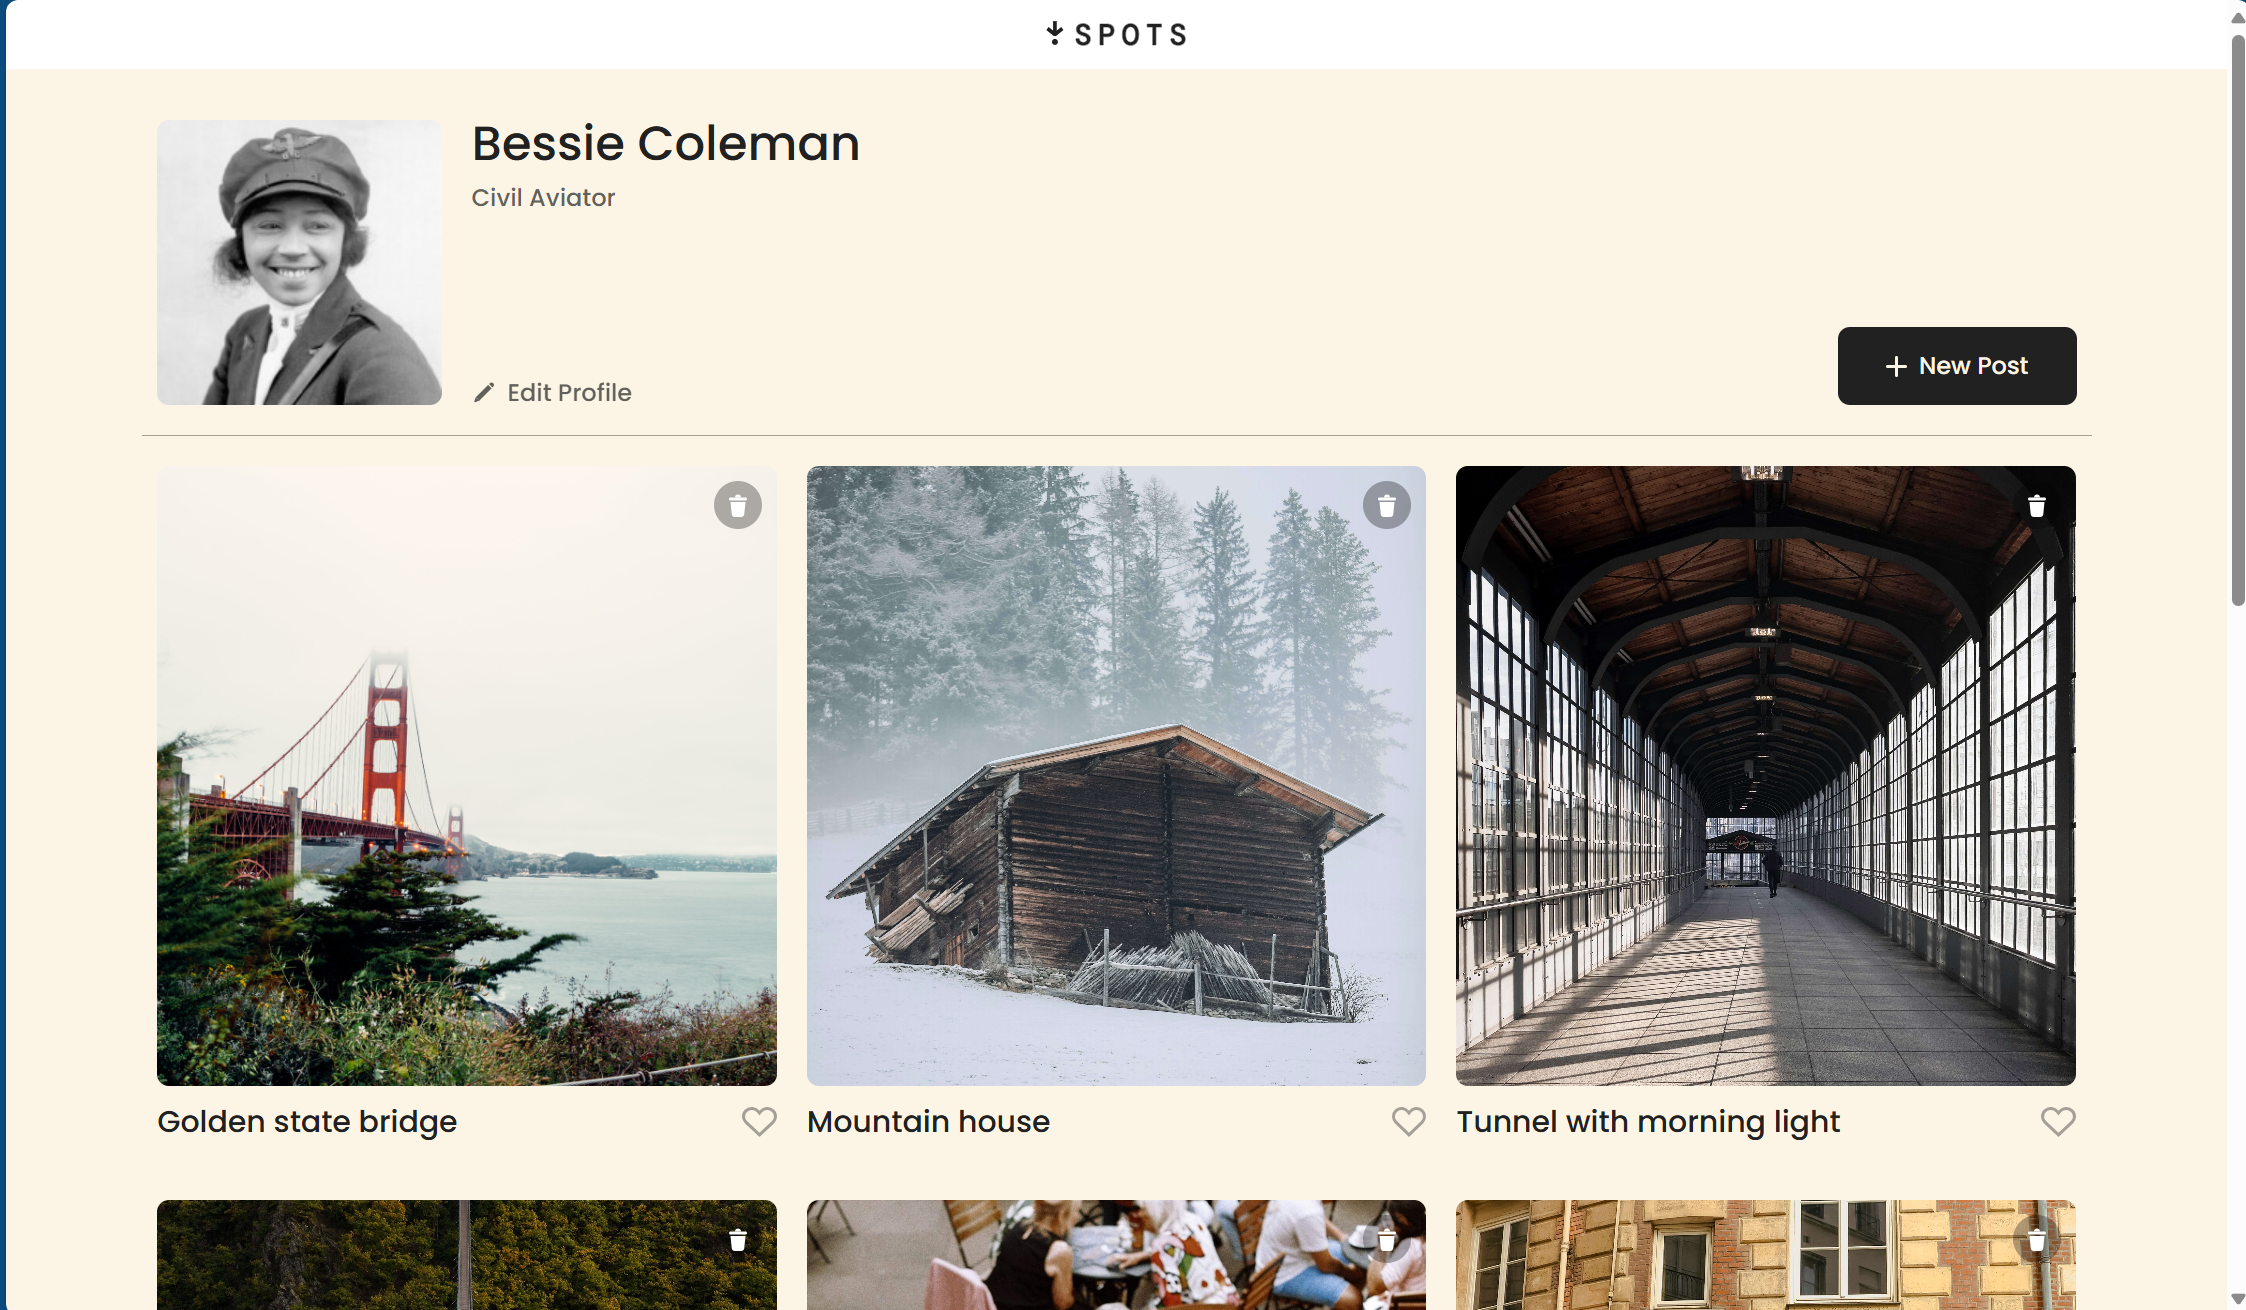 SPOTS
Bessie Coleman
Civil Aviator
Edit Profile
New Post
Golden state bridge
Mountain house
Tunnel with morning light